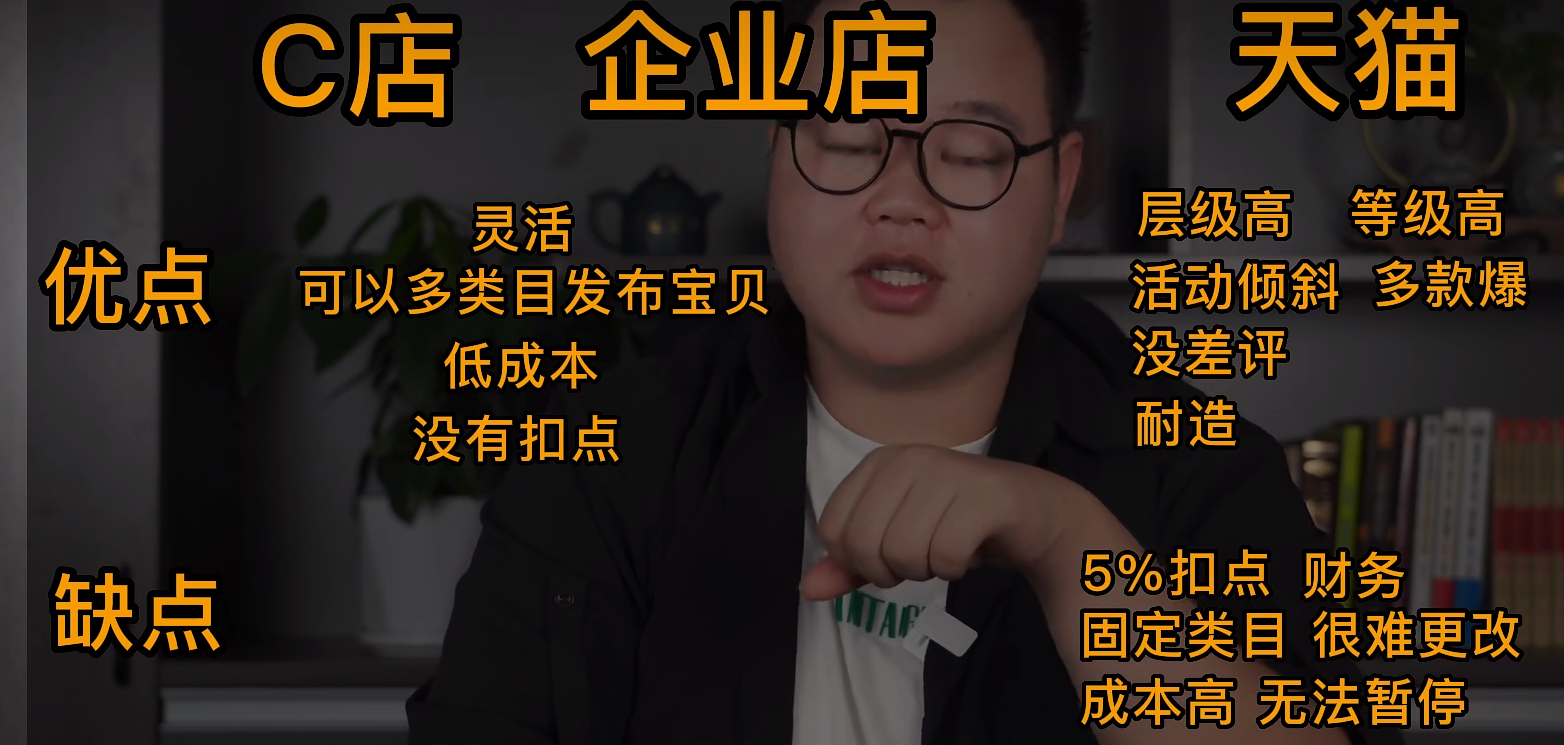 C店 企业店 天猫
优点
灵活
可以多类目发布宝贝
低成本
没有扣点
层级高 等级高
活动倾斜 多款爆
没差评
耐造
缺点
5%扣点 财务
固定类目 很难更改
成本高 无法暂停